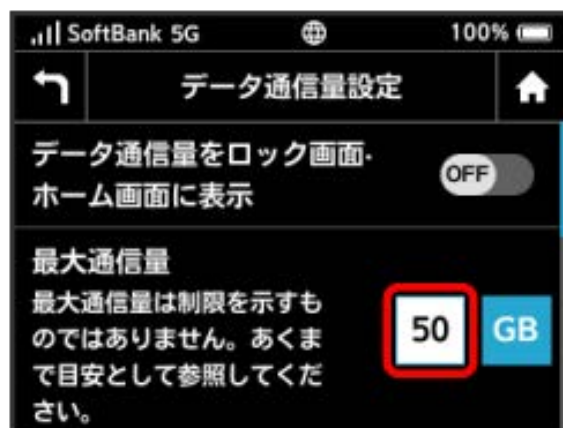 SoftBank 5G 100%
データ通信量設定
データ通信量をロック画面・
ホーム画面に表示
OFF
最大通信量
最大通信量は制限を示すも
のではありません。あくま
で目安として参照してくだ
さい。
50 GB